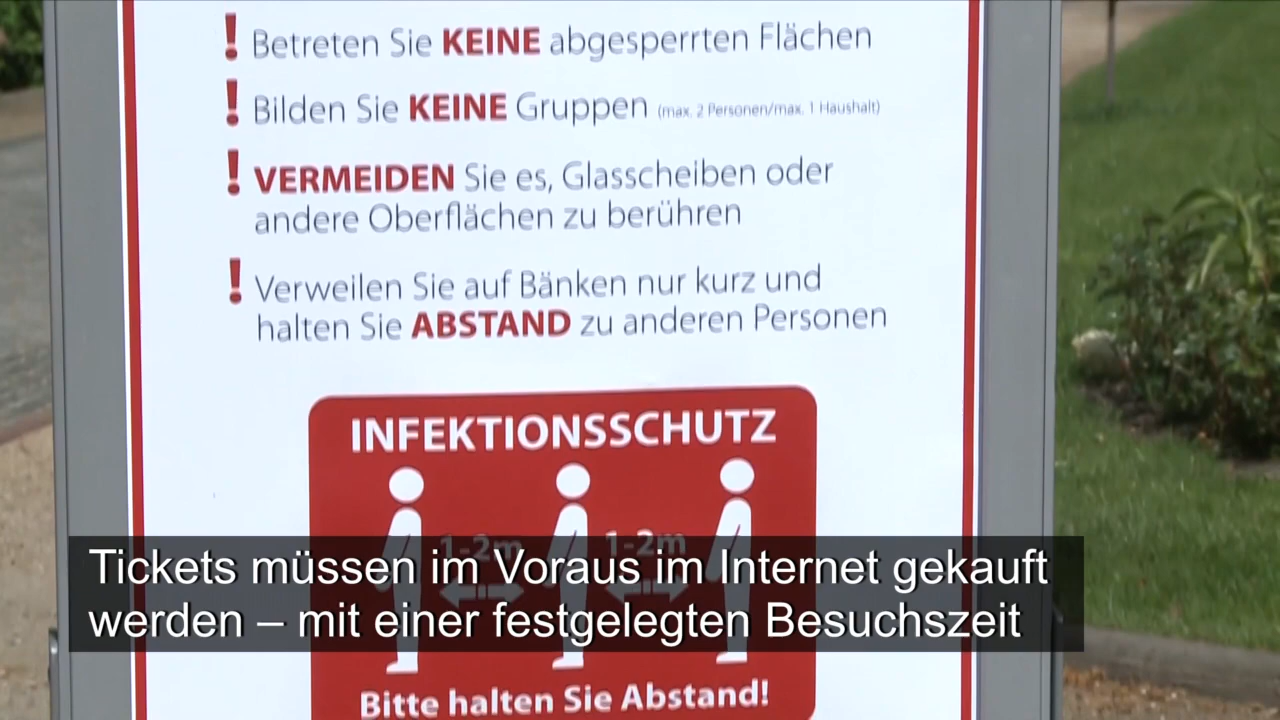 ! Betreten Sie KEINE abgesperrten Flächen
! Bilden Sie KEINE Gruppen (max. 2 Personen/max. 1 Haushalt)
! VERMEIDEN Sie es, Glasscheiben oder
andere Oberflächen zu berühren
! Verweilen Sie auf Bänken nur kurz und
halten Sie ABSTAND zu anderen Personen
INFEKTIONSSCHUTZ
1-2m 1-2m
Tickets müssen im Voraus im Internet gekauft
werden – mit einer festgelegten Besuchszeit
Bitte halten Sie Abstand!